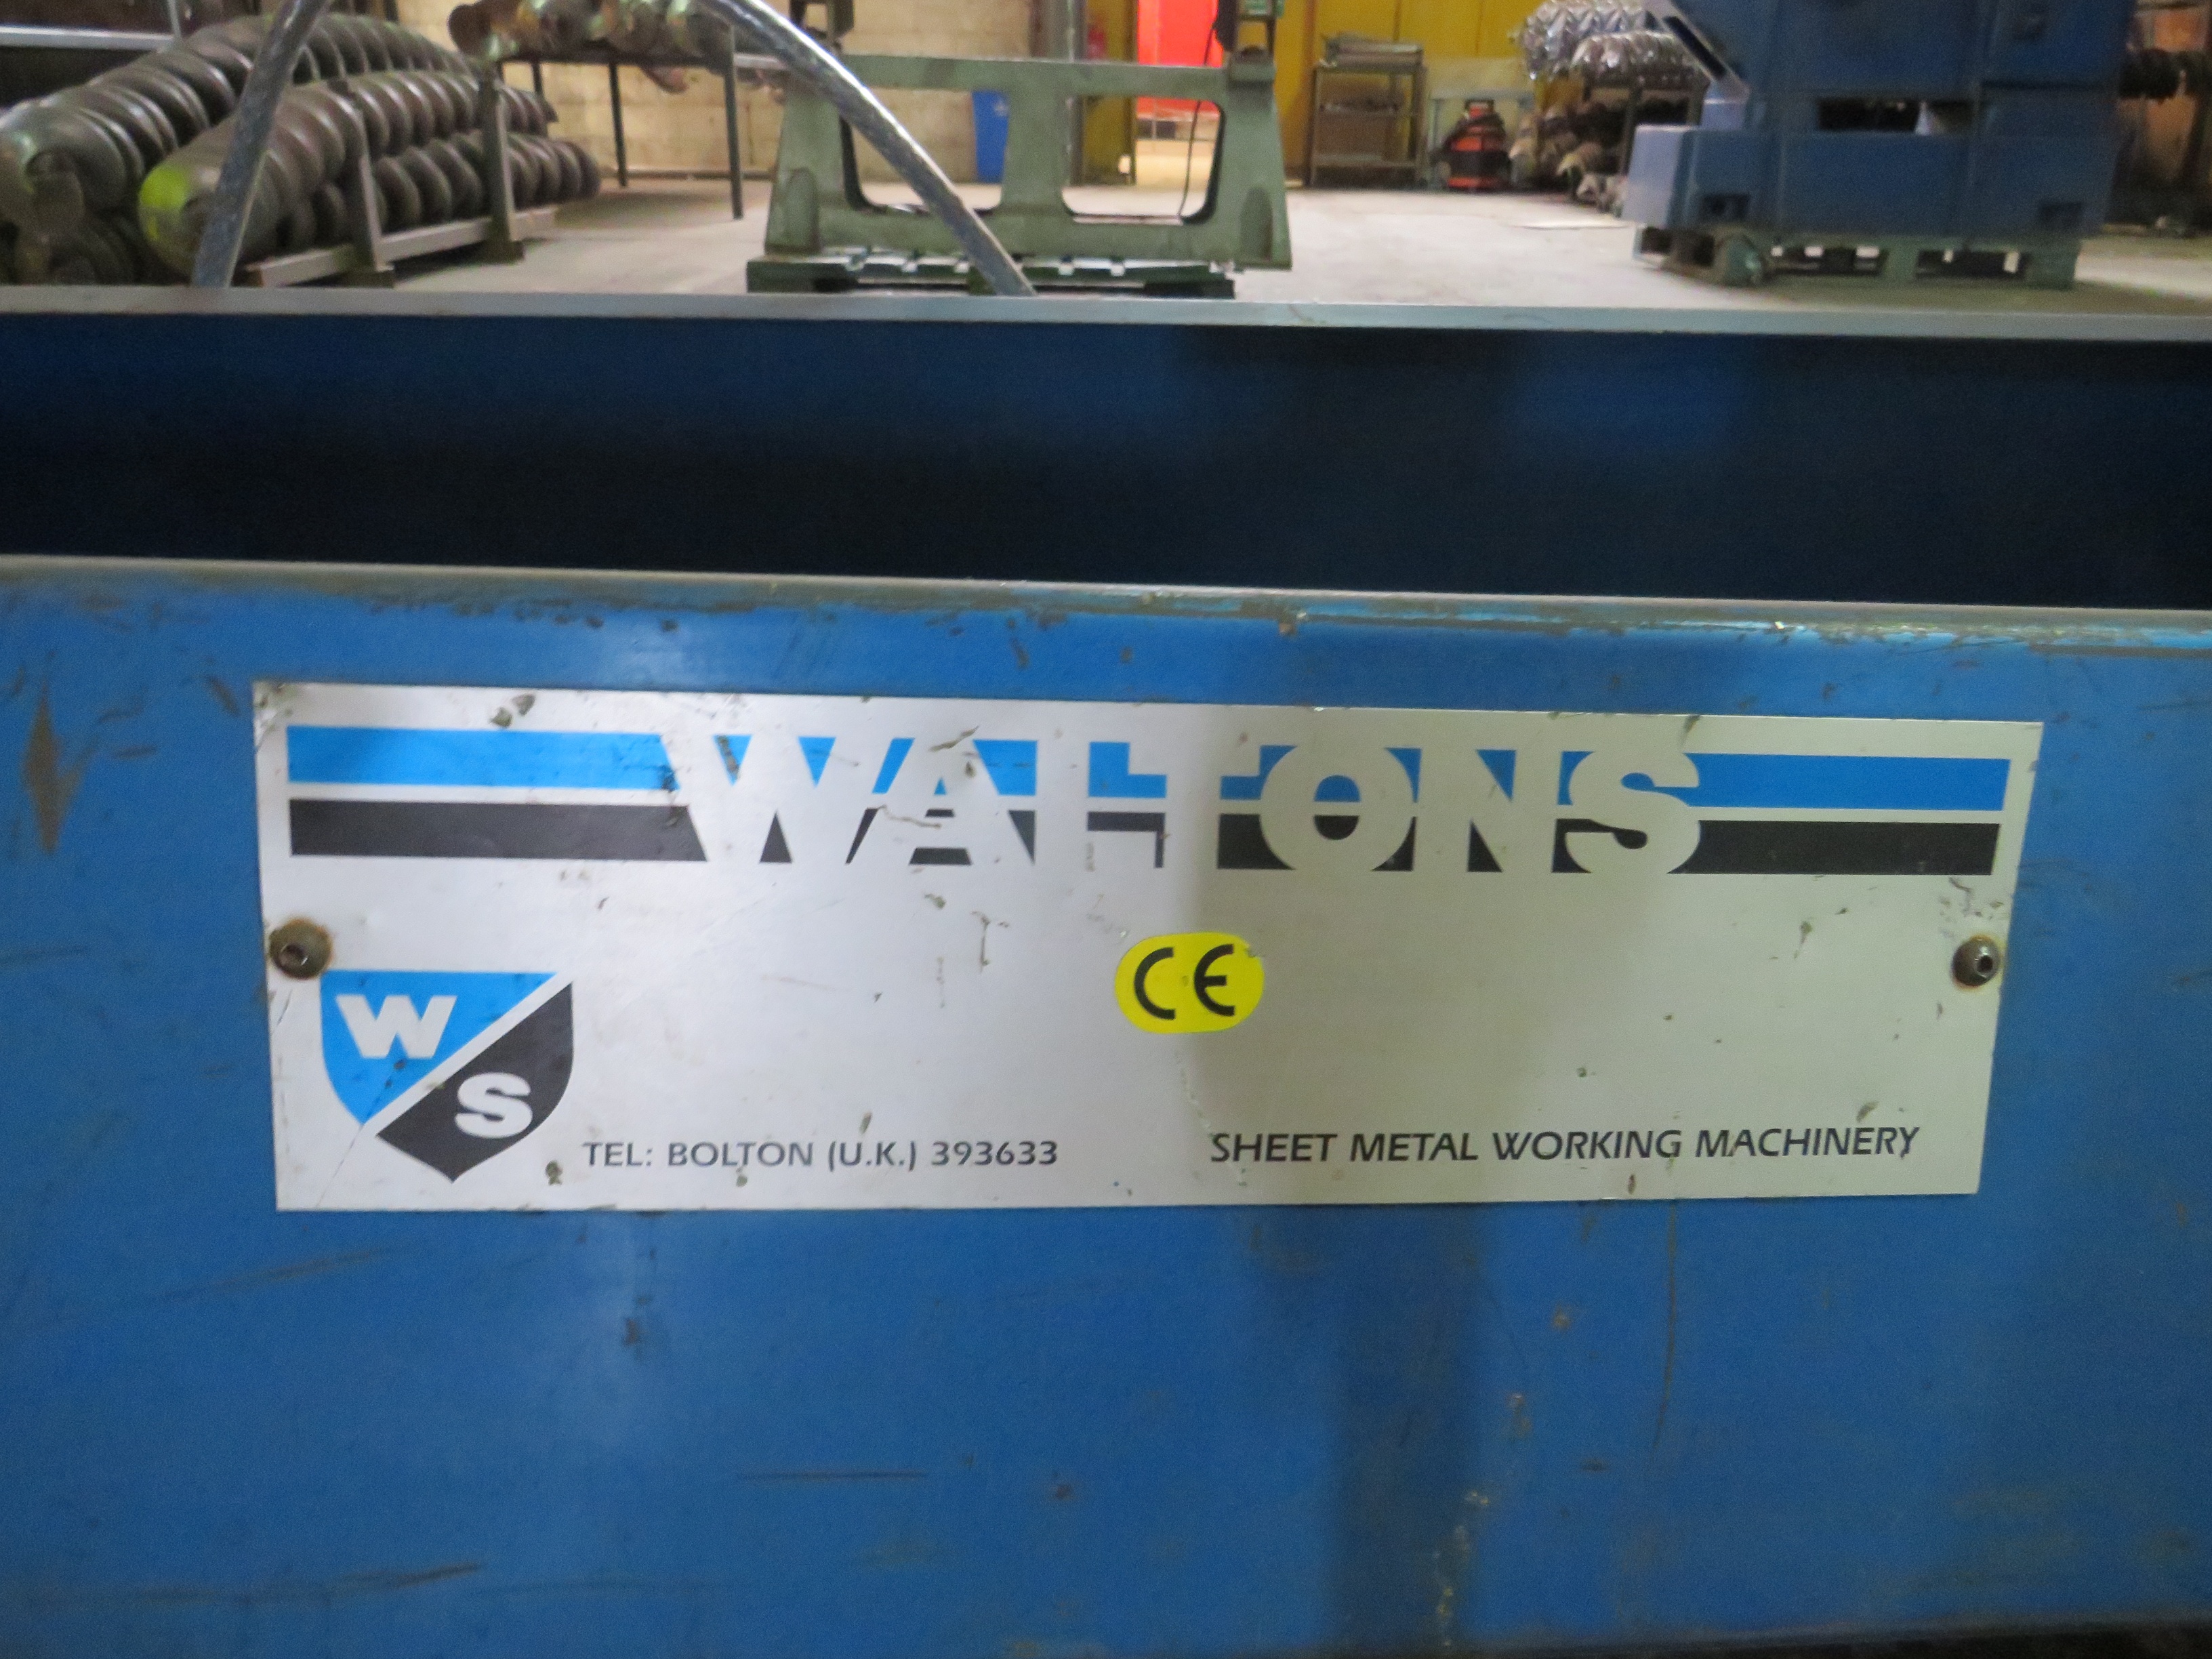 WALTONS
CE
W
S
TEL: BOLTON (U.K.) 393633
SHEET METAL WORKING MACHINERY